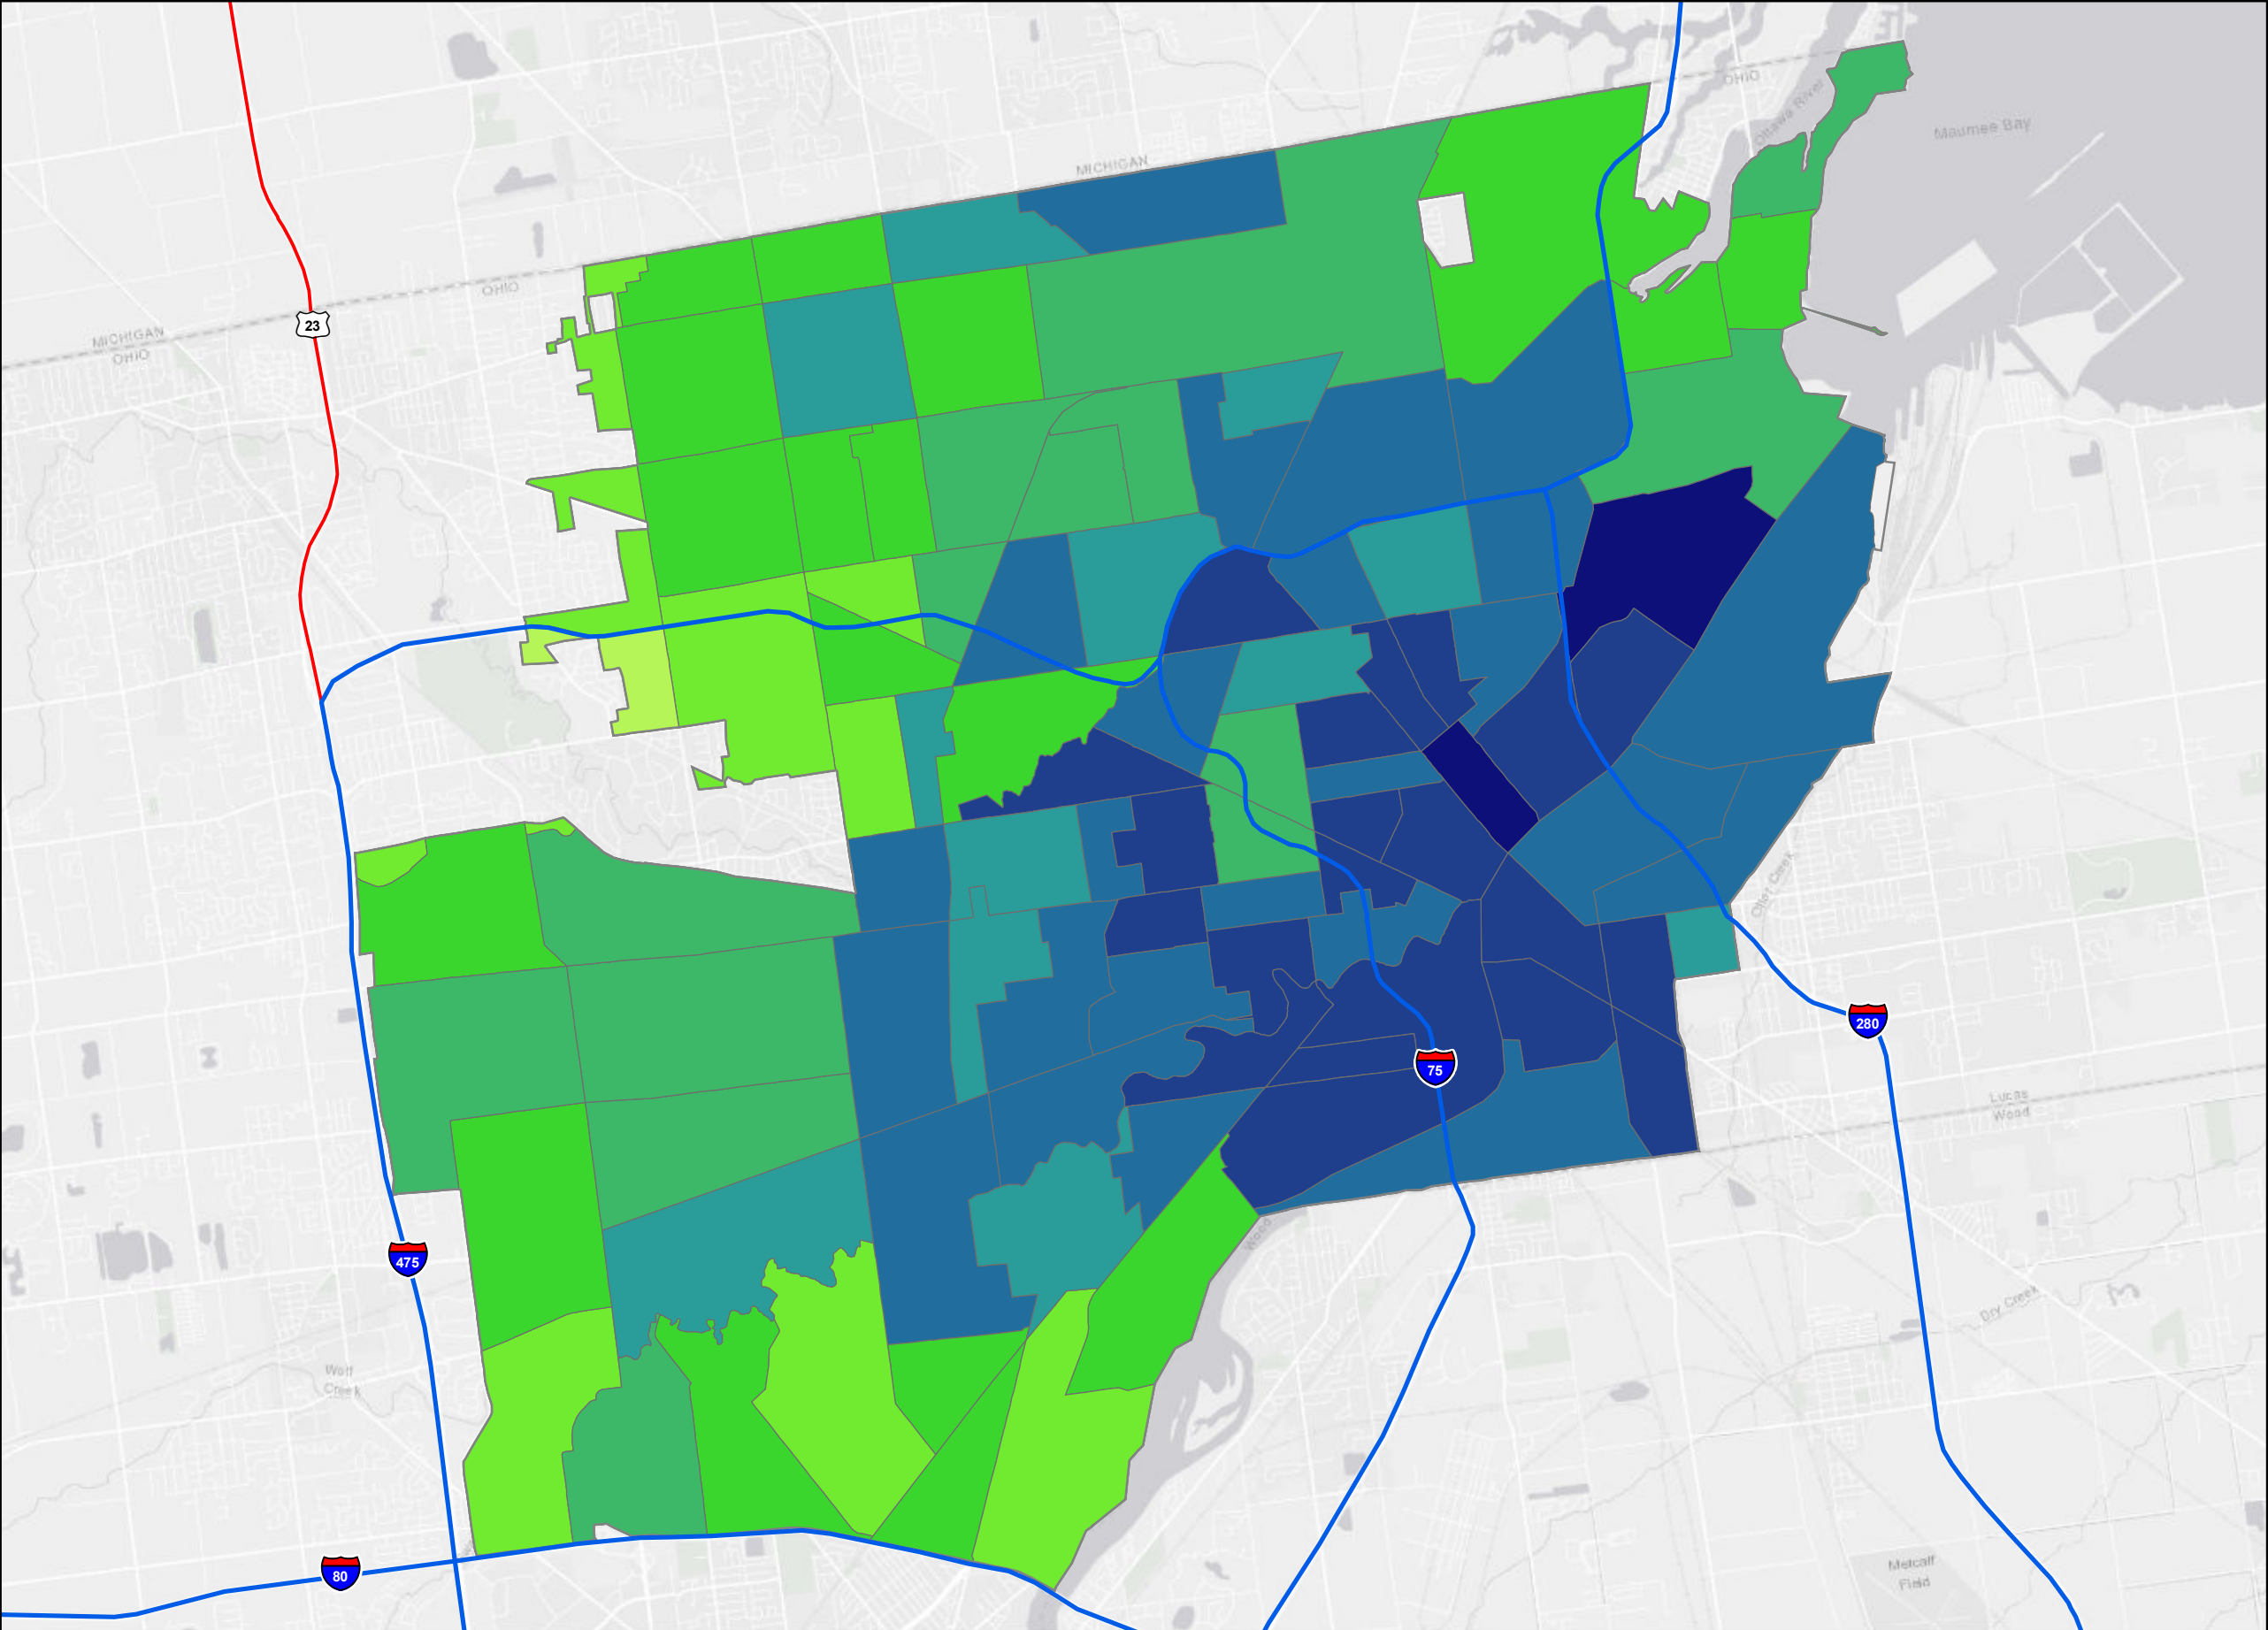 OHIO
Ottawa River
Maumee Bay
MICHIGAN
OHIO
23
MICHIGAN
OHIO
Otter Creek
280
75
Lucas
Wood
Wood
475
Dry Creek
Wolf
Creek
80
Metcalf
Field